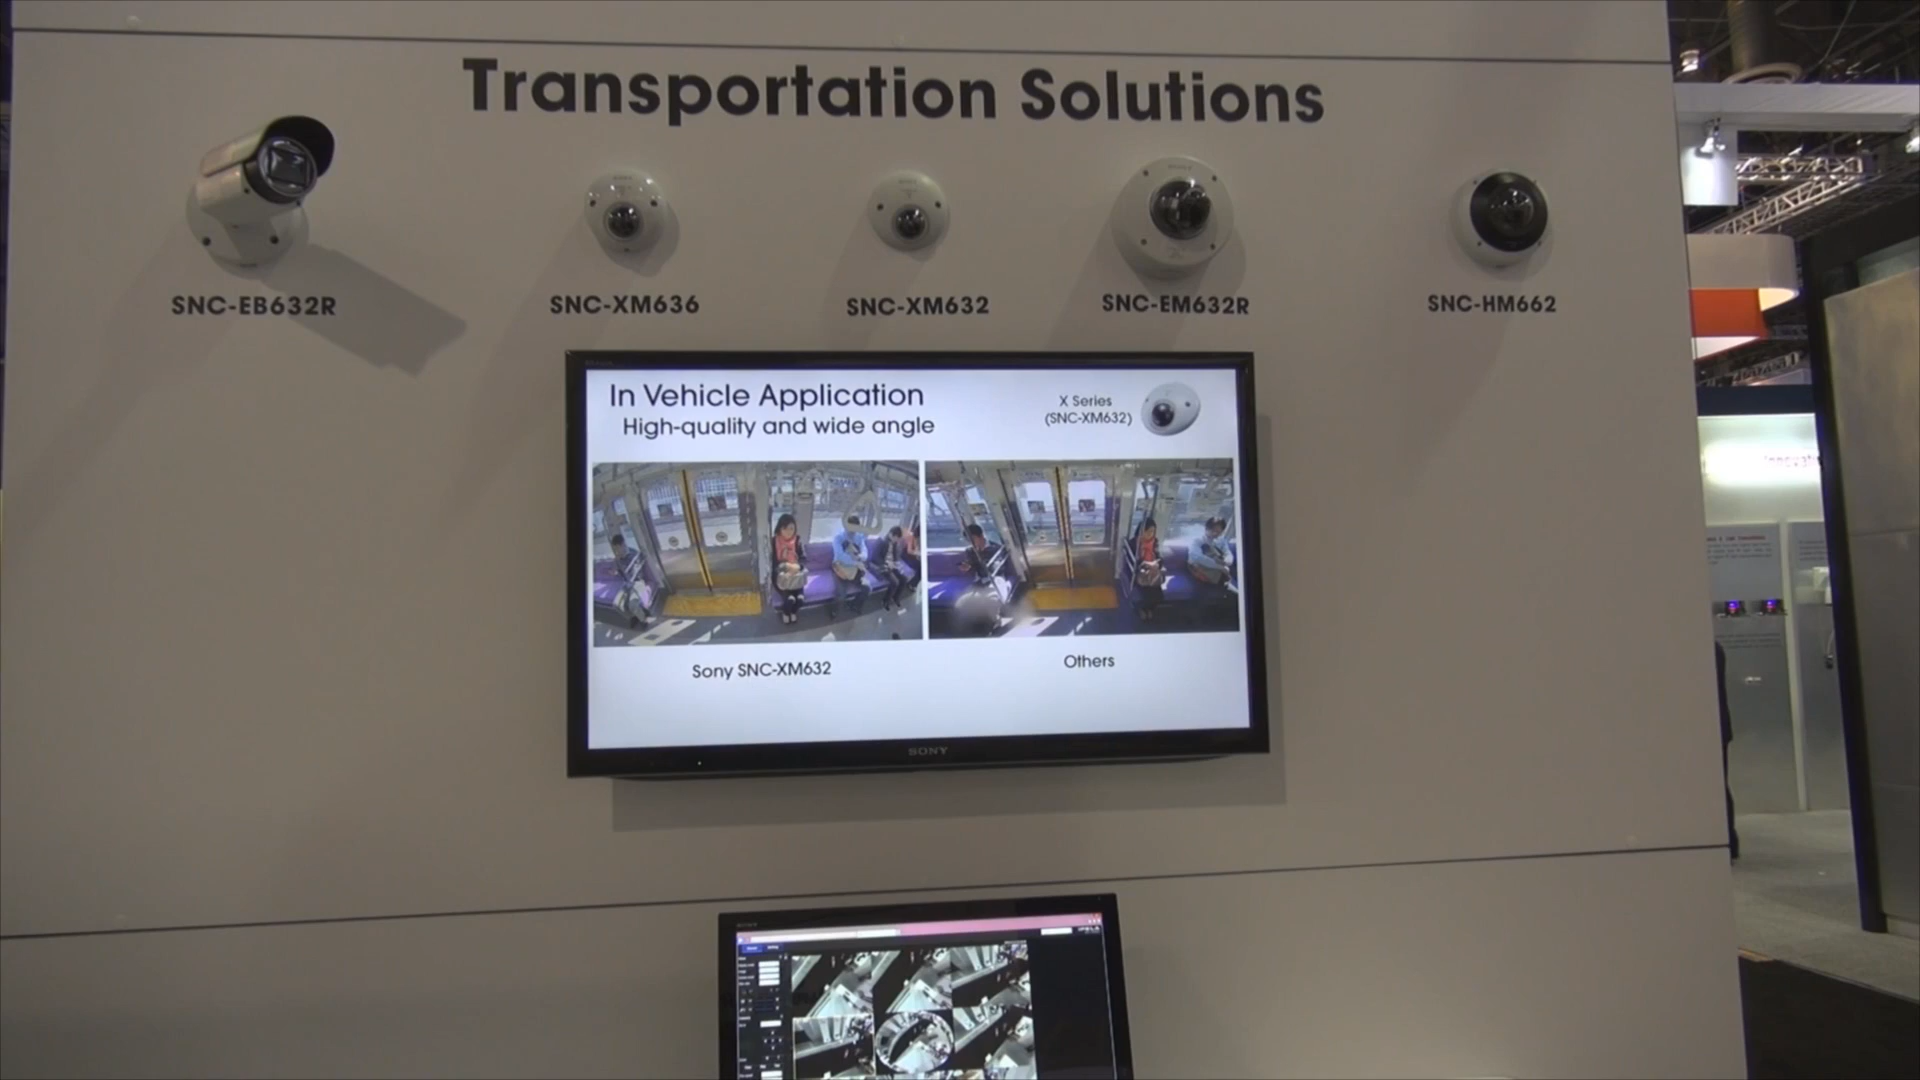 Transportation Solutions
SNC-EB632R
SNC-XM636
SNC-XM632
SNC-EM632R
SNC-HM662
In Vehicle Application
High-quality and wide angle
X Series
(SNC-XM632)
Sony SNC-XM632
Others
SONY